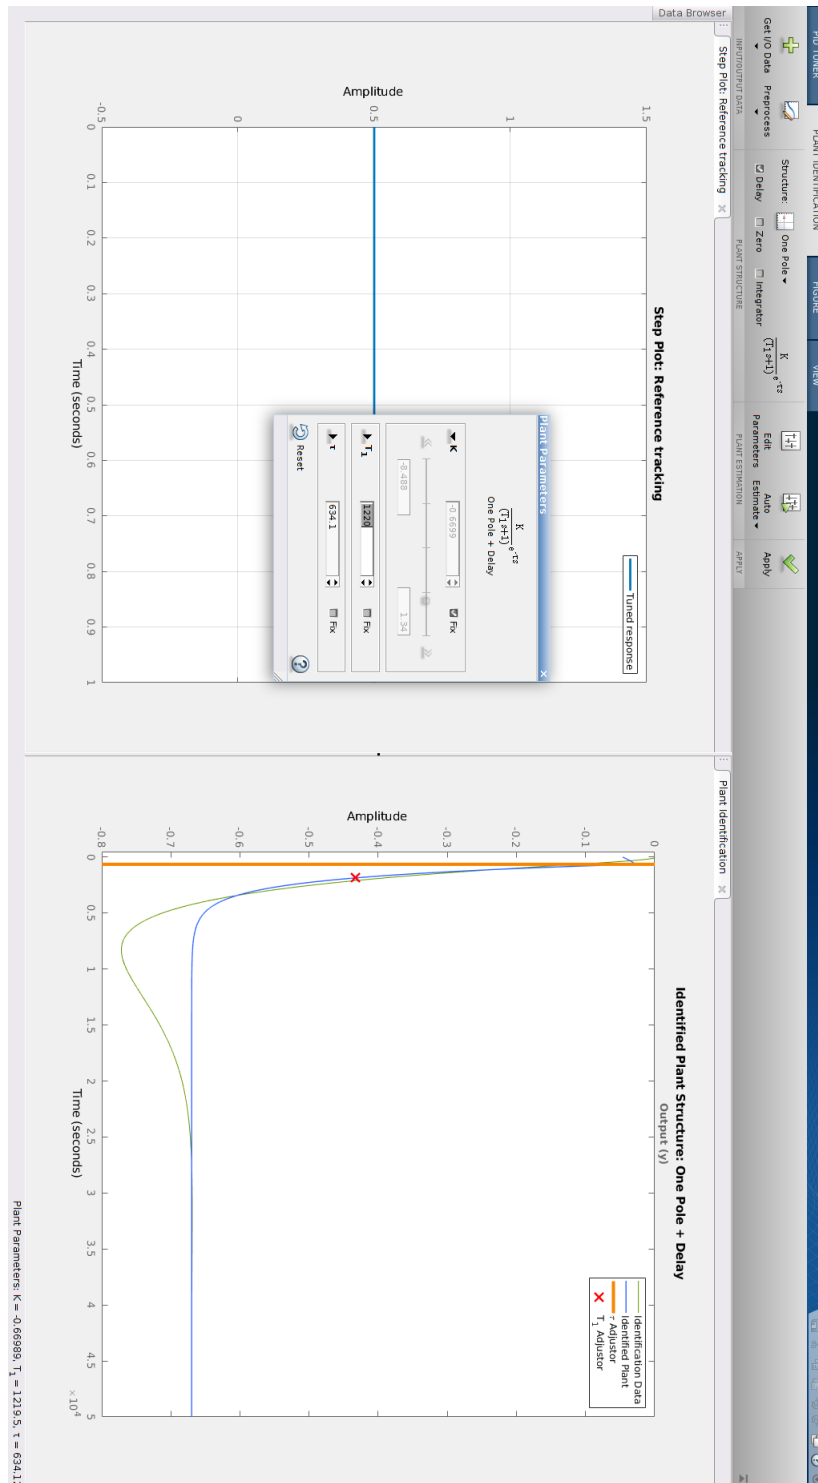 PID TUNER
PLANT IDENTIFICATION
FIGURE
VIEW
Get I/O Data
Preprocess
Structure:
One Pole
Delay
Zero
Integrator
K
(T₁s+1)
e^-τs
Edit
Parameters
Auto
Estimate
Apply
INPUT/OUTPUT DATA
PLANT STRUCTURE
PLANT ESTIMATION
APPLY
Data Browser
Step Plot: Reference tracking
Step Plot: Reference tracking
Tuned response
Amplitude
1.5
1
0.5
0
-0.5
0 0.1 0.2 0.3 0.4 0.5 0.6 0.7 0.8 0.9 1
Time (seconds)
Plant Parameters
K
(T₁s+1)
e^-τs
One Pole + Delay
K
-0.6699
Fix
-8.488
1.34
T₁
1220
Fix
τ
634.1
Fix
Reset
Plant Identification
Identified Plant Structure: One Pole + Delay
Output (y)
Identification Data
Identified Plant
τ Adjustor
T₁ Adjustor
Amplitude
0
-0.1
-0.2
-0.3
-0.4
-0.5
-0.6
-0.7
-0.8
0 0.5 1 1.5 2 2.5 3 3.5 4 4.5 5
×10⁴
Time (seconds)
Plant Parameters: K = -0.66989, T₁ = 1219.5, τ = 634.1